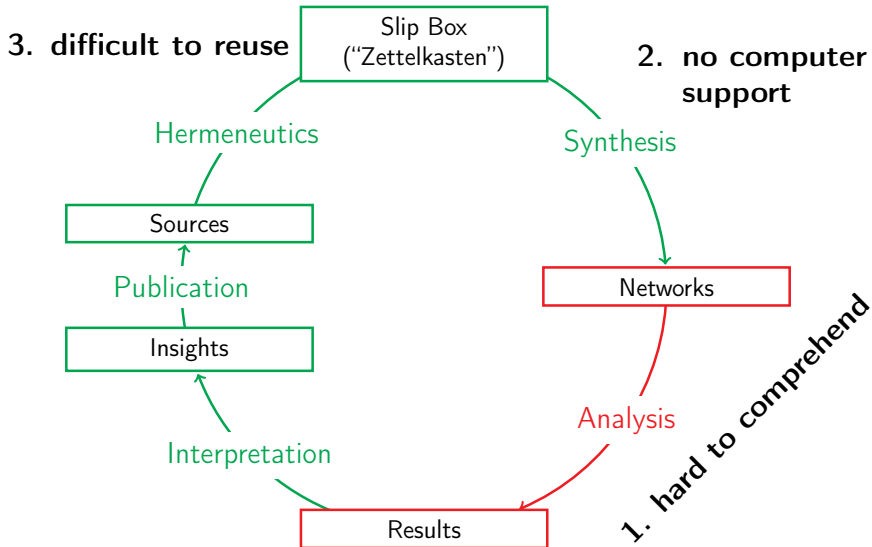 3. difficult to reuse
Slip Box
(“Zettelkasten”)
2. no computer
support
Hermeneutics
Synthesis
Sources
Publication
Networks
Insights
Analysis
1. hard to comprehend
Interpretation
Results